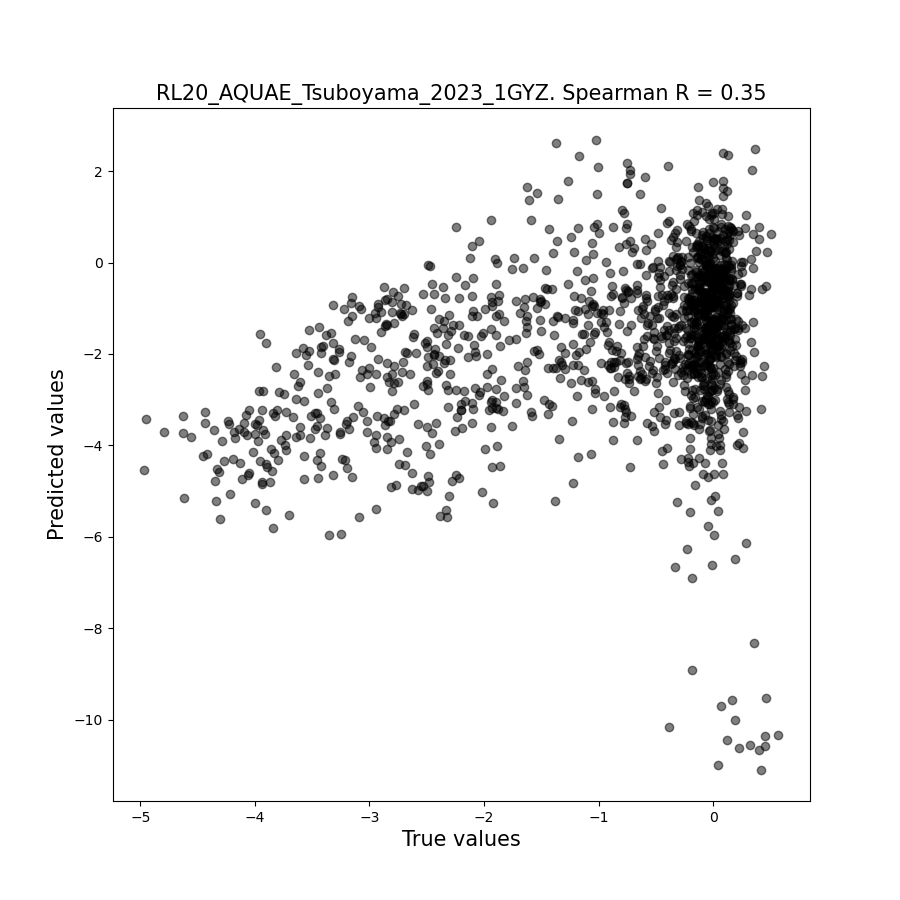 RL20_AQUAE_Tsuboyama_2023_1GYZ. Spearman R = 0.35
2
0
−2
−4
−6
−8
−10
Predicted values
−5 −4 −3 −2 −1 0
True values